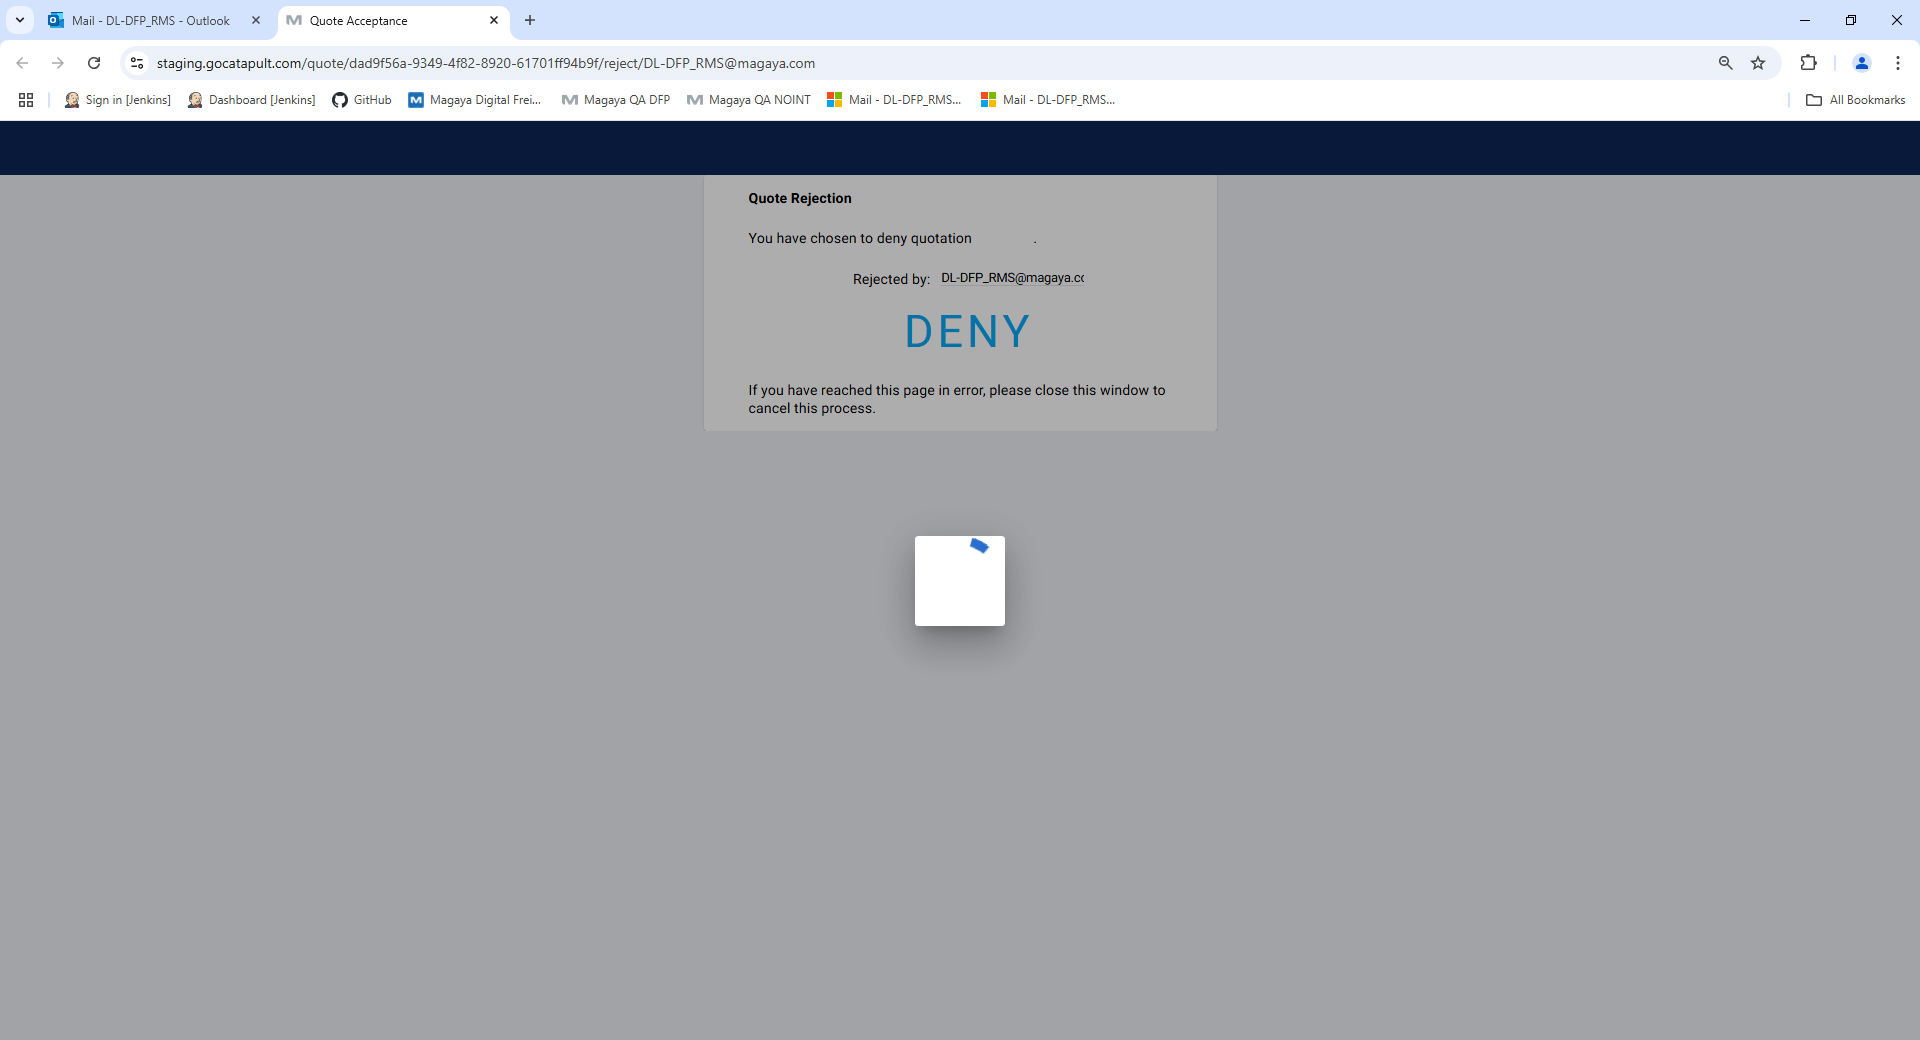 Mail - DL-DFP_RMS - Outlook
Quote Acceptance
staging.gocatapult.com/quote/dad9f56a-9349-4f82-8920-61701ff94b9f/reject/DL-DFP_RMS@magaya.com
Sign in [Jenkins]
Dashboard [Jenkins]
GitHub
Magaya Digital Frei...
Magaya QA DFP
Magaya QA NOINT
Mail - DL-DFP_RMS...
Mail - DL-DFP_RMS...
All Bookmarks
Quote Rejection
You have chosen to deny quotation .
Rejected by: DL-DFP_RMS@magaya.co
DENY
If you have reached this page in error, please close this window to
cancel this process.